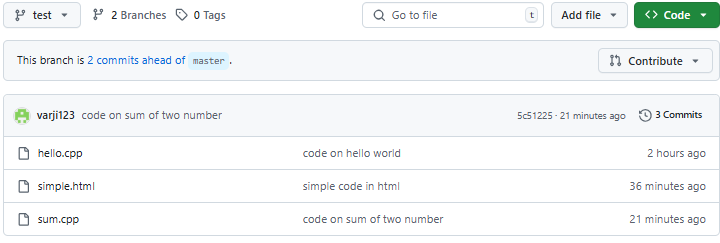 test 2 Branches 0 Tags Go to file t Add file Code
This branch is 2 commits ahead of master .
Contribute
varji123 code on sum of two number 5c51225 · 21 minutes ago 3 Commits
hello.cpp code on hello world 2 hours ago
simple.html simple code in html 36 minutes ago
sum.cpp code on sum of two number 21 minutes ago